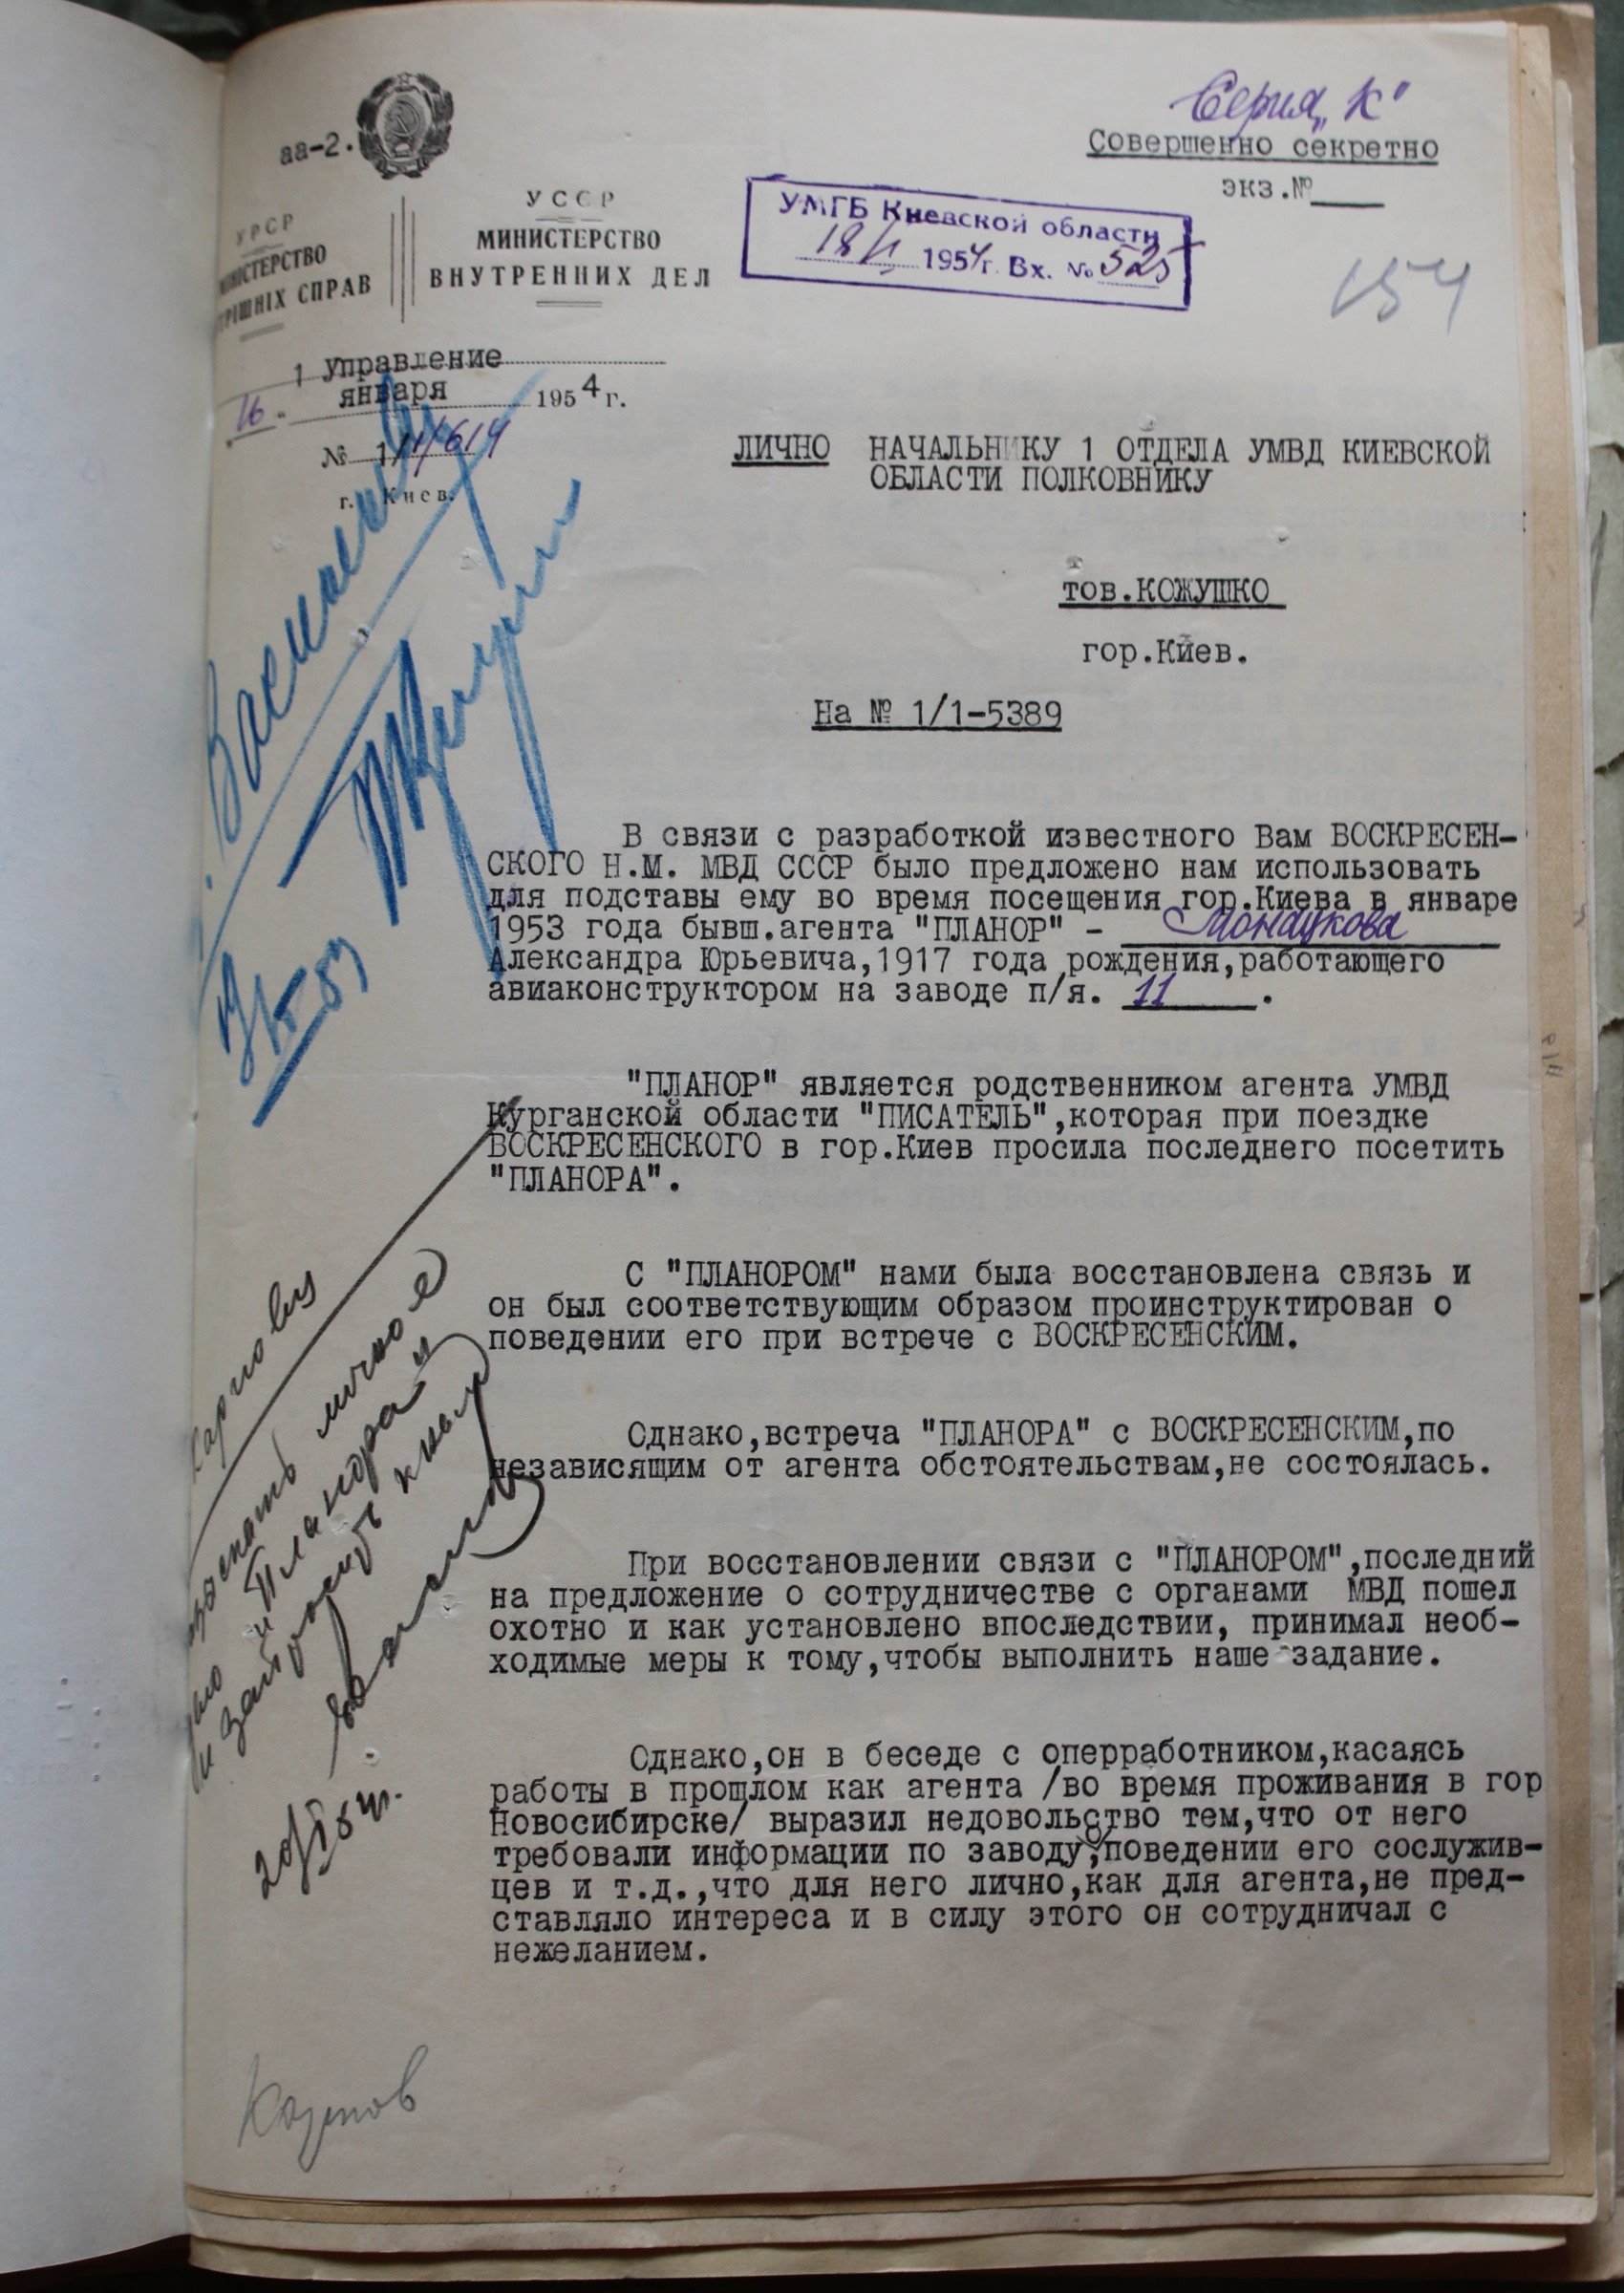 Серия „К"
Совершенно секретно
экз.№
аа-2.
УРСР
МІНІСТЕРСТВО
ВНУТРІШНІХ СПРАВ
УССР
МИНИСТЕРСТВО
ВНУТРЕННИХ ДЕЛ
УМГБ Киевской области
18/I 1954г. Вх. № 525
154
1 Управление
16 " января 1954 г.
№ 1/1/614
г. Киев.
ЛИЧНО НАЧАЛЬНИКУ 1 ОТДЕЛА УМВД КИЕВСКОЙ
ОБЛАСТИ ПОЛКОВНИКУ
тов.КОЖУШКО
гор.Киев.
На № 1/1-5389
В связи с разработкой известного Вам ВОСКРЕСЕН-
СКОГО Н.М. МВД СССР было предложено нам использовать
для подставы ему во время посещения гор.Киева в январе
1953 года бывш.агента "ПЛАНОР" - Монацкова
Александра Юрьевича,1917 года рождения,работающего
авиаконструктором на заводе п/я. 11 .
"ПЛАНОР" является родственником агента УМВД
Курганской области "ПИСАТЕЛЬ",которая при поездке
ВОСКРЕСЕНСКОГО в гор.Киев просила последнего посетить
"ПЛАНОРА".
С "ПЛАНОРОМ" нами была восстановлена связь и
он был соответствующим образом проинструктирован о
поведении его при встрече с ВОСКРЕСЕНСКИМ.
Однако,встреча "ПЛАНОРА" с ВОСКРЕСЕНСКИМ,по
независящим от агента обстоятельствам,не состоялась.
При восстановлении связи с "ПЛАНОРОМ",последний
на предложение о сотрудничестве с органами МВД пошел
охотно и как установлено впоследствии, принимал необ-
ходимые меры к тому,чтобы выполнить наше задание.
Однако,он в беседе с оперработником,касаясь
работы в прошлом как агента /во время проживания в гор
Новосибирске/ выразил недовольство тем,что от него
требовали информации по заводу,о поведении его сослужив-
цев и т.д.,что для него лично,как для агента,не пред-
ставляло интереса и в силу этого он сотрудничал с
нежеланием.
личное
Планора и
20/I 54г.